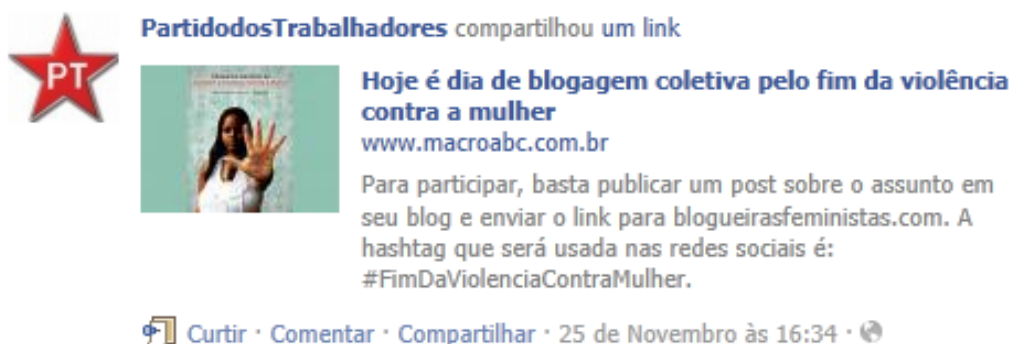 PT
PartidodosTrabalhadores compartilhou um link
Hoje é dia de blogagem coletiva pelo fim da violência
contra a mulher
www.macroabc.com.br
Para participar, basta publicar um post sobre o assunto em
seu blog e enviar o link para blogueirasfeministas.com. A
hashtag que será usada nas redes sociais é:
#FimDaViolenciaContraMulher.
Curtir · Comentar · Compartilhar · 25 de Novembro às 16:34 ·